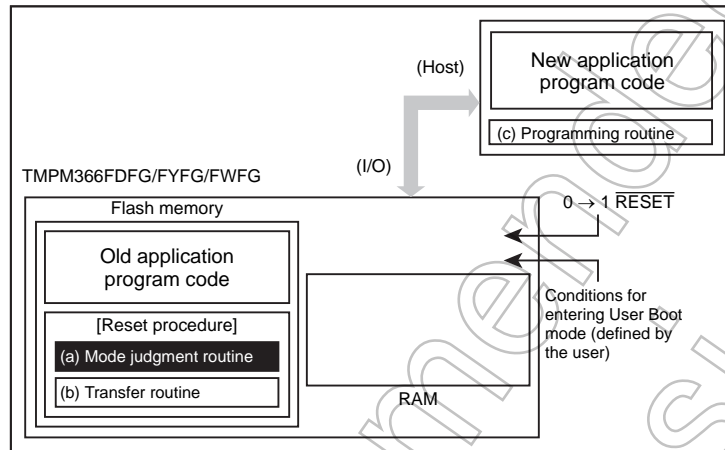 (Host)
New application
program code
(c) Programming routine
(I/O)
TMPM366FDFG/FYFG/FWFG
Flash memory
Old application
program code
[Reset procedure]
(a) Mode judgment routine
(b) Transfer routine
RAM
0 → 1 RESET
Conditions for
entering User Boot
mode (defined by
the user)